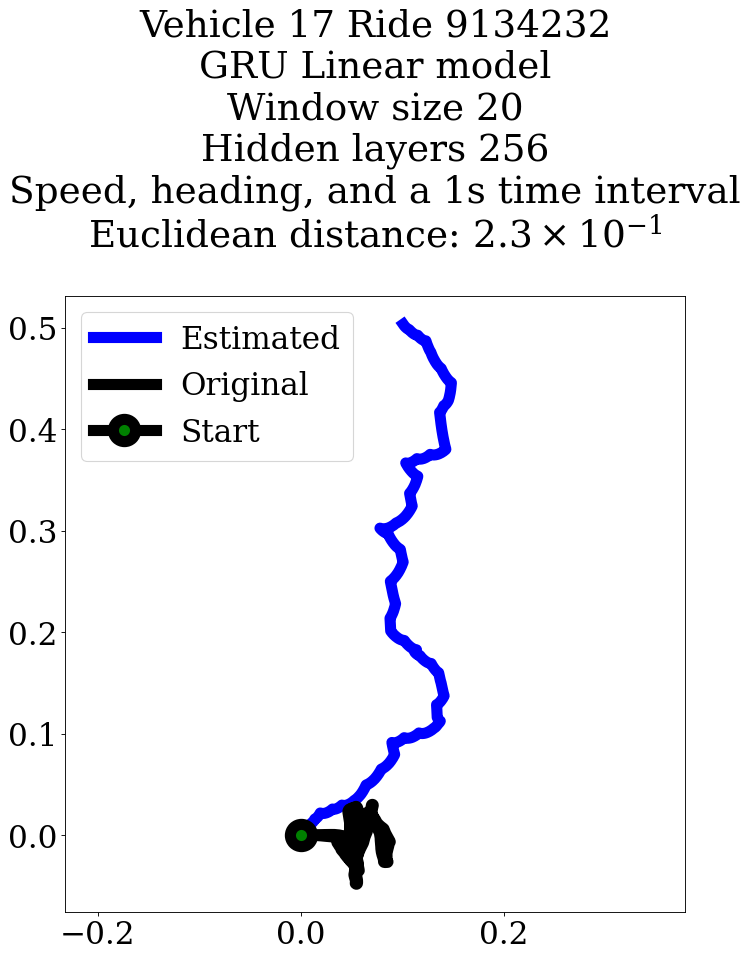 Vehicle 17 Ride 9134232
GRU Linear model
Window size 20
Hidden layers 256
Speed, heading, and a 1s time interval
Euclidean distance: 2.3 × 10⁻¹
Estimated
Original
Start
0.5
0.4
0.3
0.2
0.1
0.0
−0.2 0.0 0.2